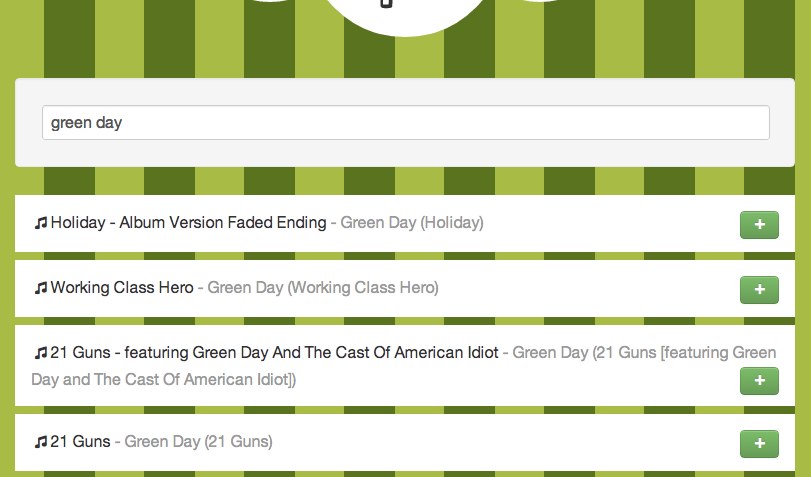 green day
Holiday - Album Version Faded Ending - Green Day (Holiday)
+
Working Class Hero - Green Day (Working Class Hero)
+
21 Guns - featuring Green Day And The Cast Of American Idiot - Green Day (21 Guns [featuring Green
Day and The Cast Of American Idiot])
+
21 Guns - Green Day (21 Guns)
+